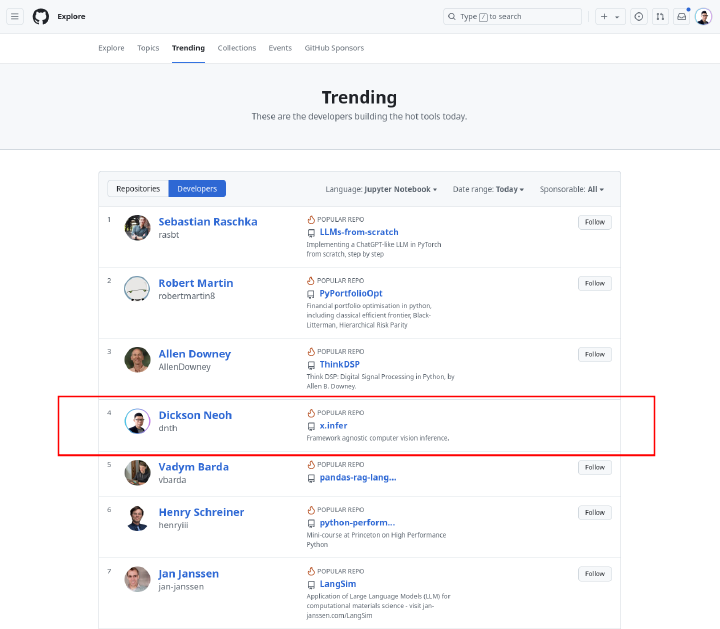 Explore
Type / to search
Explore Topics Trending Collections Events GitHub Sponsors
Trending
These are the developers building the hot tools today.
Repositories Developers Language: Jupyter Notebook Date range: Today Sponsorable: All
1 Sebastian Raschka
rasbt
POPULAR REPO
LLMs-from-scratch
Implementing a ChatGPT-like LLM in PyTorch
from scratch, step by step
Follow
2 Robert Martin
robertmartin8
POPULAR REPO
PyPortfolioOpt
Financial portfolio optimisation in python,
including classical efficient frontier, Black-
Litterman, Hierarchical Risk Parity
Follow
3 Allen Downey
AllenDowney
POPULAR REPO
ThinkDSP
Think DSP: Digital Signal Processing in Python, by
Allen B. Downey.
Follow
4 Dickson Neoh
dnth
POPULAR REPO
x.infer
Framework agnostic computer vision inference.
5 Vadym Barda
vbarda
POPULAR REPO
pandas-rag-lang...
Follow
6 Henry Schreiner
henryiii
POPULAR REPO
python-perform...
Mini-course at Princeton on High Performance
Python
Follow
7 Jan Janssen
jan-janssen
POPULAR REPO
LangSim
Application of Large Language Models (LLM) for
computational materials science - visit jan-
janssen.com/LangSim
Follow